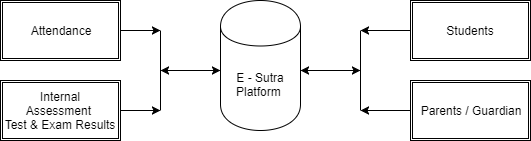 Attendance
Internal
Assessment
Test & Exam Results
E - Sutra
Platform
Students
Parents / Guardian